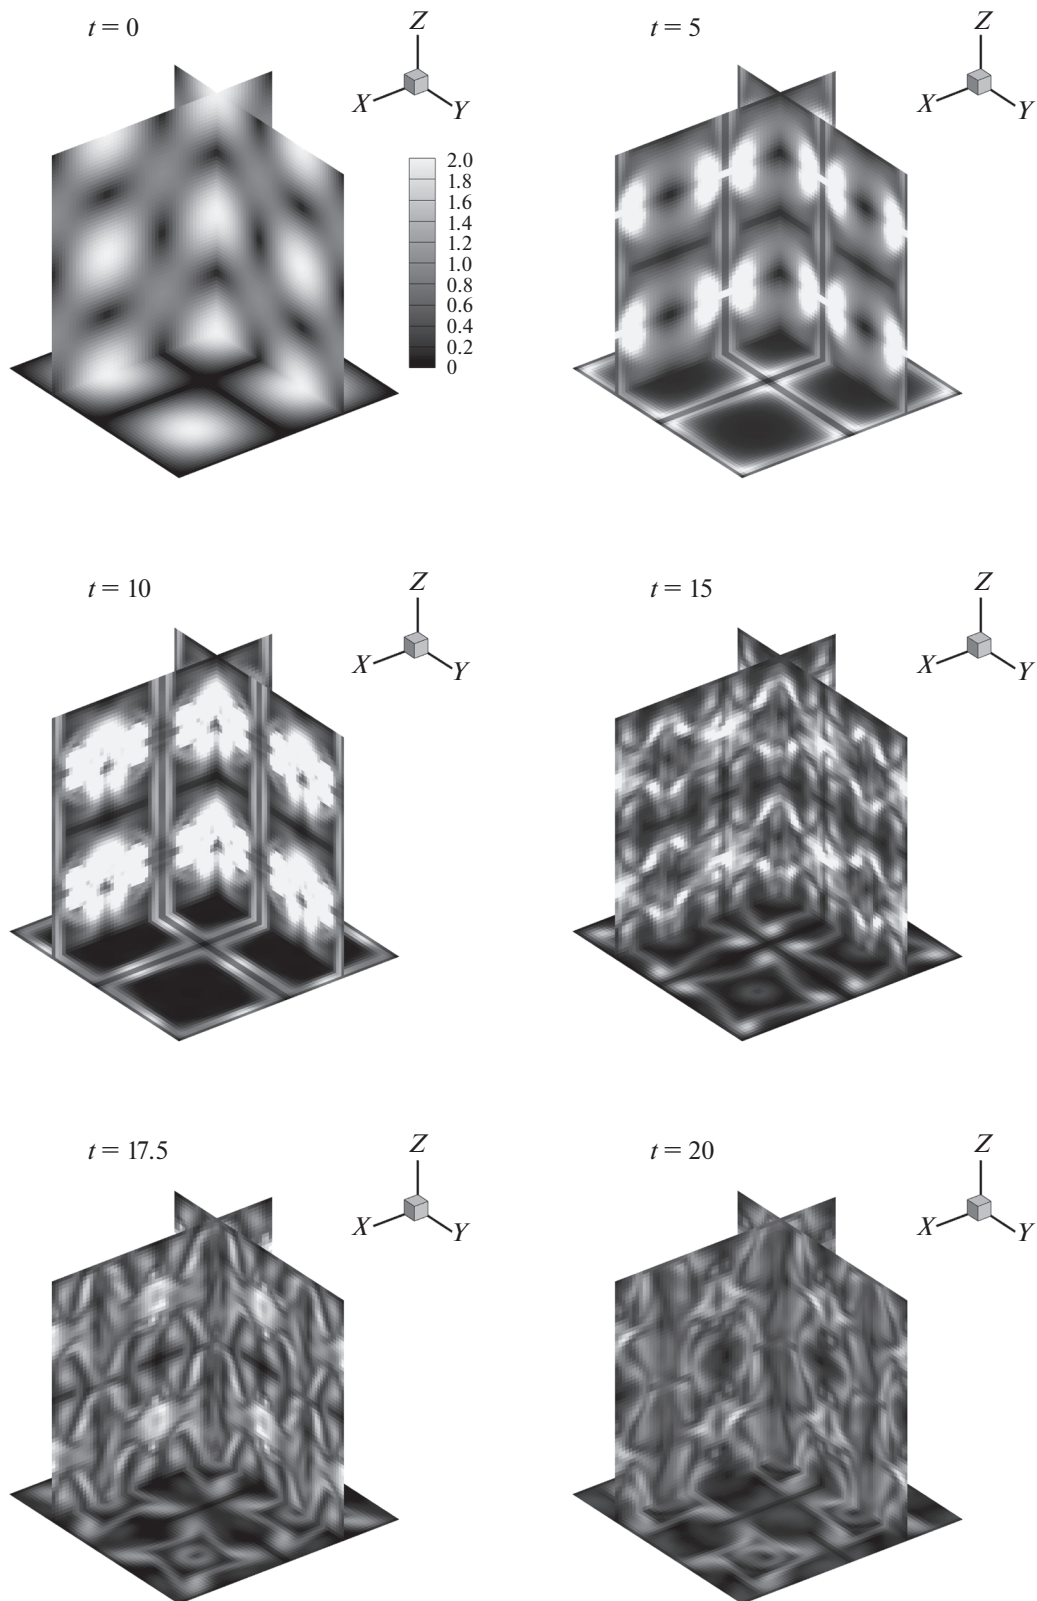 t = 0
Z
X
Y
2.0
1.8
1.6
1.4
1.2
1.0
0.8
0.6
0.4
0.2
0
t = 5
Z
X
Y
t = 10
Z
X
Y
t = 15
Z
X
Y
t = 17.5
Z
X
Y
t = 20
Z
X
Y